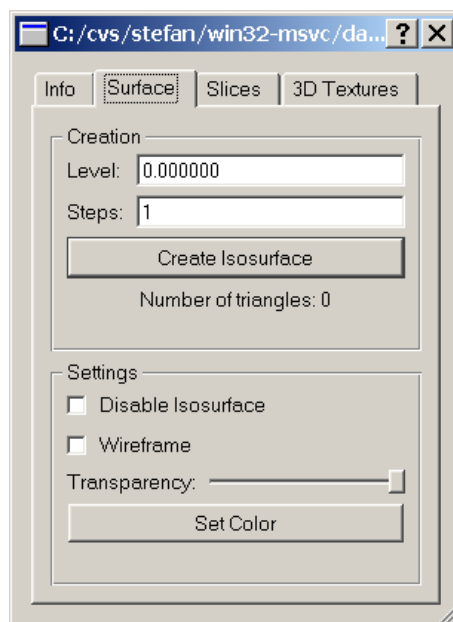 C:/cvs/stefan/win32-msvc/da...
Info Surface Slices 3D Textures
Creation
Level: 0.000000
Steps: 1
Create Isosurface
Number of triangles: 0
Settings
Disable Isosurface
Wireframe
Transparency:
Set Color